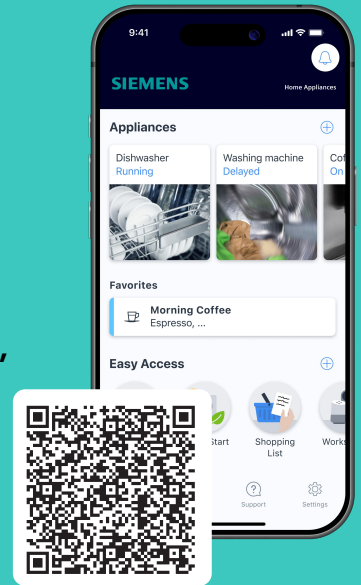 9:41
SIEMENS
Home Appliances
Appliances
Dishwasher
Running
Washing machine
Delayed
Cof
On
Favorites
Morning Coffee
Espresso, ...
Easy Access
,
Start
Shopping
List
Works
Support
Settings